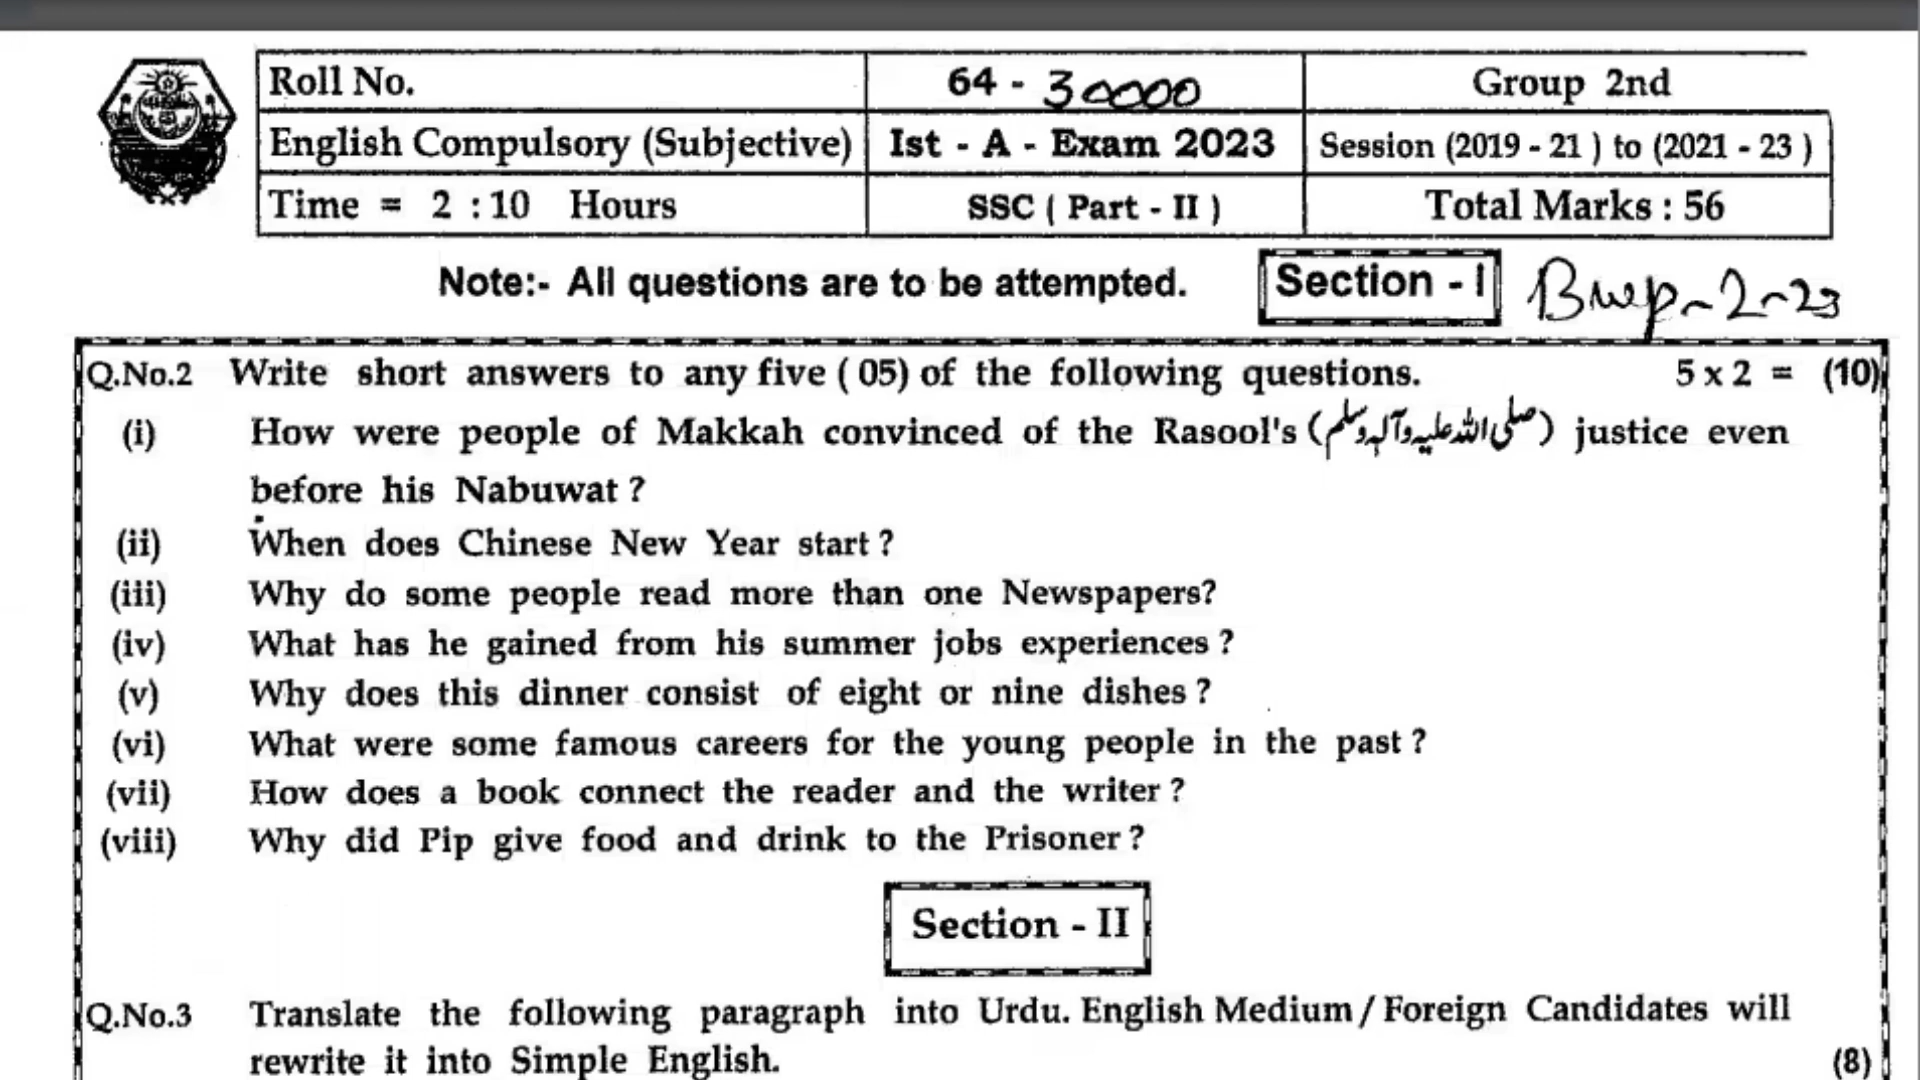 Roll No.
64 - 30000
Group 2nd
English Compulsory (Subjective)
Ist - A - Exam 2023
Session (2019 - 21 ) to (2021 - 23 )
Time = 2 : 10 Hours
SSC ( Part - II )
Total Marks : 56
Note:- All questions are to be attempted.
Section - I
Bwp-2-23
Q.No.2 Write short answers to any five ( 05) of the following questions. 5 x 2 = (10)
(i) How were people of Makkah convinced of the Rasool's (صلی اللہ علیہ وآلہ وسلم) justice even
before his Nabuwat ?
(ii) When does Chinese New Year start ?
(iii) Why do some people read more than one Newspapers?
(iv) What has he gained from his summer jobs experiences ?
(v) Why does this dinner consist of eight or nine dishes ?
(vi) What were some famous careers for the young people in the past ?
(vii) How does a book connect the reader and the writer ?
(viii) Why did Pip give food and drink to the Prisoner ?
Section - II
Q.No.3 Translate the following paragraph into Urdu. English Medium / Foreign Candidates will
rewrite it into Simple English. (8)